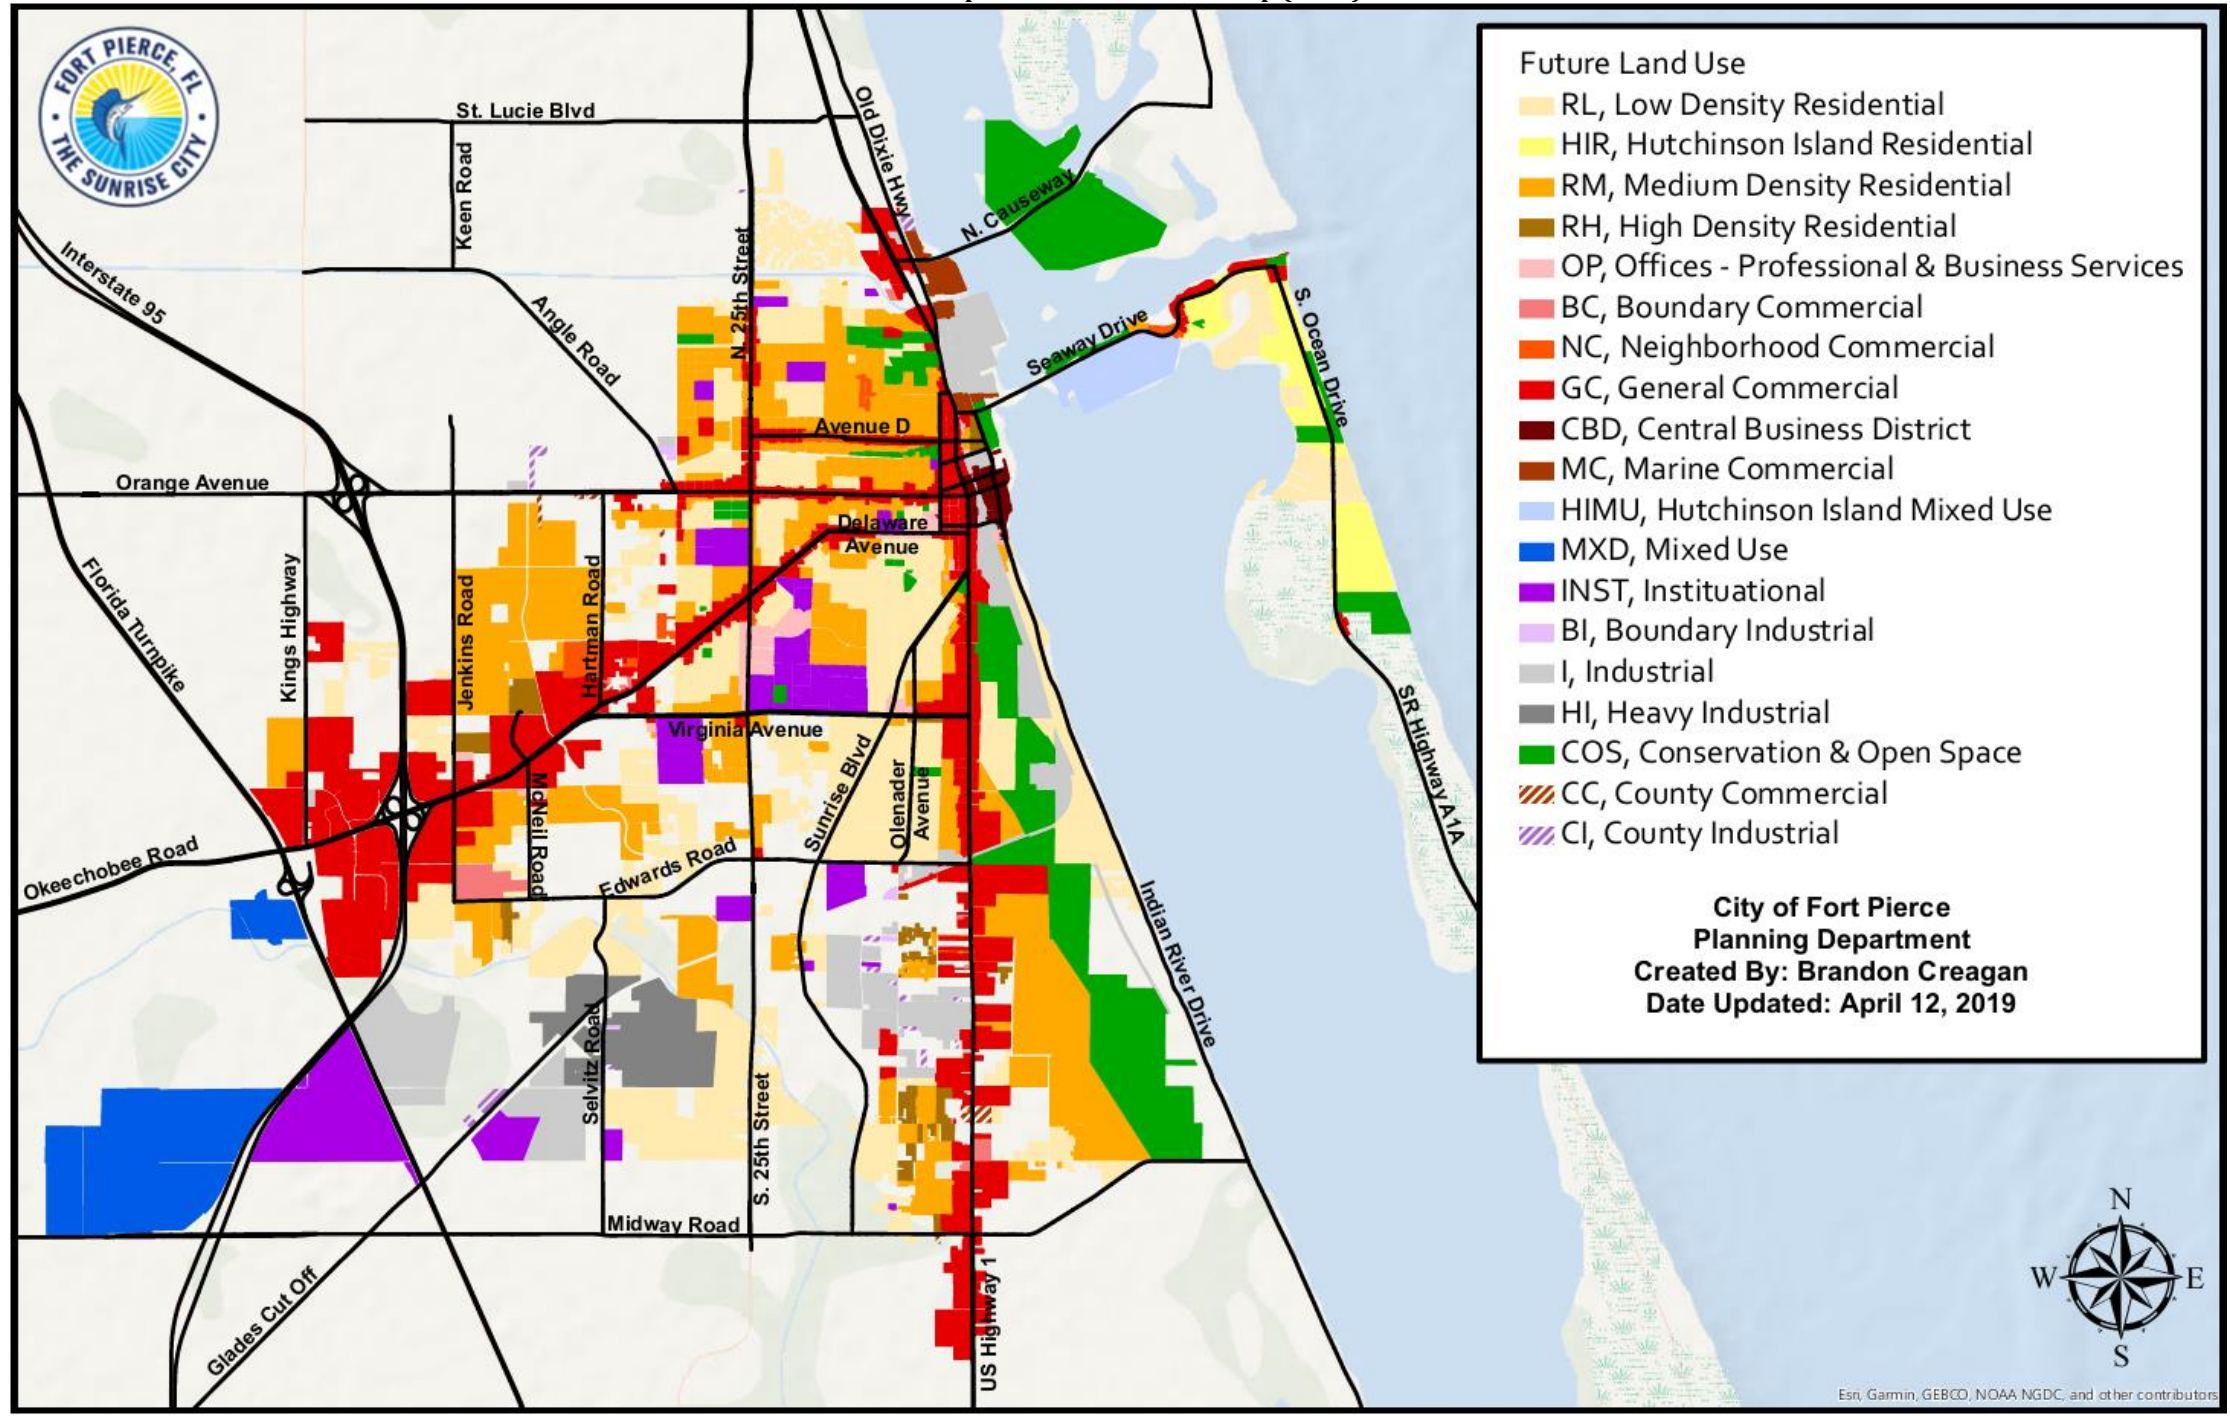 FORT PIERCE, FL
THE SUNRISE CITY
St. Lucie Blvd
Old Dixie Hwy
Keen Road
N. Causeway
Interstate 95
N. 25th Street
Angle Road
Seaway Drive
S. Ocean Drive
Avenue D
Orange Avenue
Delaware
Avenue
Florida Turnpike
Kings Highway
Jenkins Road
Hartman Road
Virginia Avenue
SR Highway A1A
McNeil Road
Sunrise Blvd
Olenader
Avenue
Okeechobee Road
Edwards Road
Indian River Drive
Selvitz Road
S. 25th Street
Midway Road
Glades Cut Off
US Highway 1
Future Land Use
RL, Low Density Residential
HIR, Hutchinson Island Residential
RM, Medium Density Residential
RH, High Density Residential
OP, Offices - Professional & Business Services
BC, Boundary Commercial
NC, Neighborhood Commercial
GC, General Commercial
CBD, Central Business District
MC, Marine Commercial
HIMU, Hutchinson Island Mixed Use
MXD, Mixed Use
INST, Instituational
BI, Boundary Industrial
I, Industrial
HI, Heavy Industrial
COS, Conservation & Open Space
CC, County Commercial
CI, County Industrial
City of Fort Pierce
Planning Department
Created By: Brandon Creagan
Date Updated: April 12, 2019
N
W
E
S
Esri, Garmin, GEBCO, NOAA NGDC, and other contributors